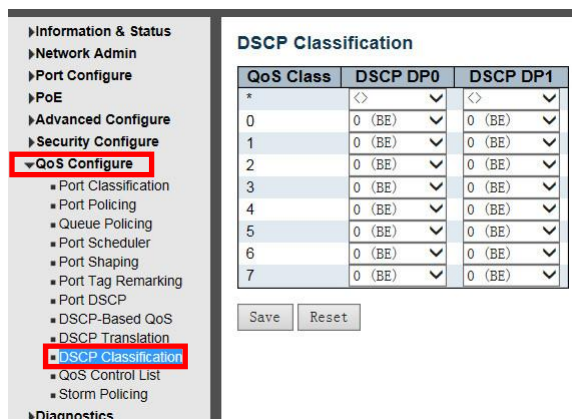 Information & Status
Network Admin
Port Configure
PoE
Advanced Configure
Security Configure
QoS Configure
Port Classification
Port Policing
Queue Policing
Port Scheduler
Port Shaping
Port Tag Remarking
Port DSCP
DSCP-Based QoS
DSCP Translation
DSCP Classification
QoS Control List
Storm Policing
Diagnostics
DSCP Classification
QoS Class DSCP DP0 DSCP DP1
* <> <>
0 0 (BE) 0 (BE)
1 0 (BE) 0 (BE)
2 0 (BE) 0 (BE)
3 0 (BE) 0 (BE)
4 0 (BE) 0 (BE)
5 0 (BE) 0 (BE)
6 0 (BE) 0 (BE)
7 0 (BE) 0 (BE)
Save Reset